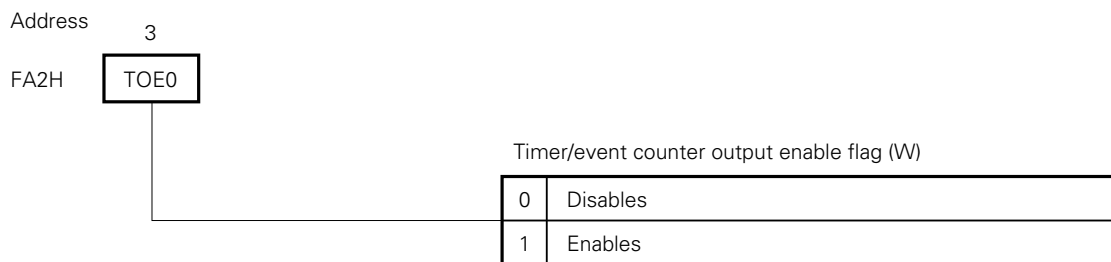 Address
3
FA2H TOE0
Timer/event counter output enable flag (W)
0 Disables
1 Enables